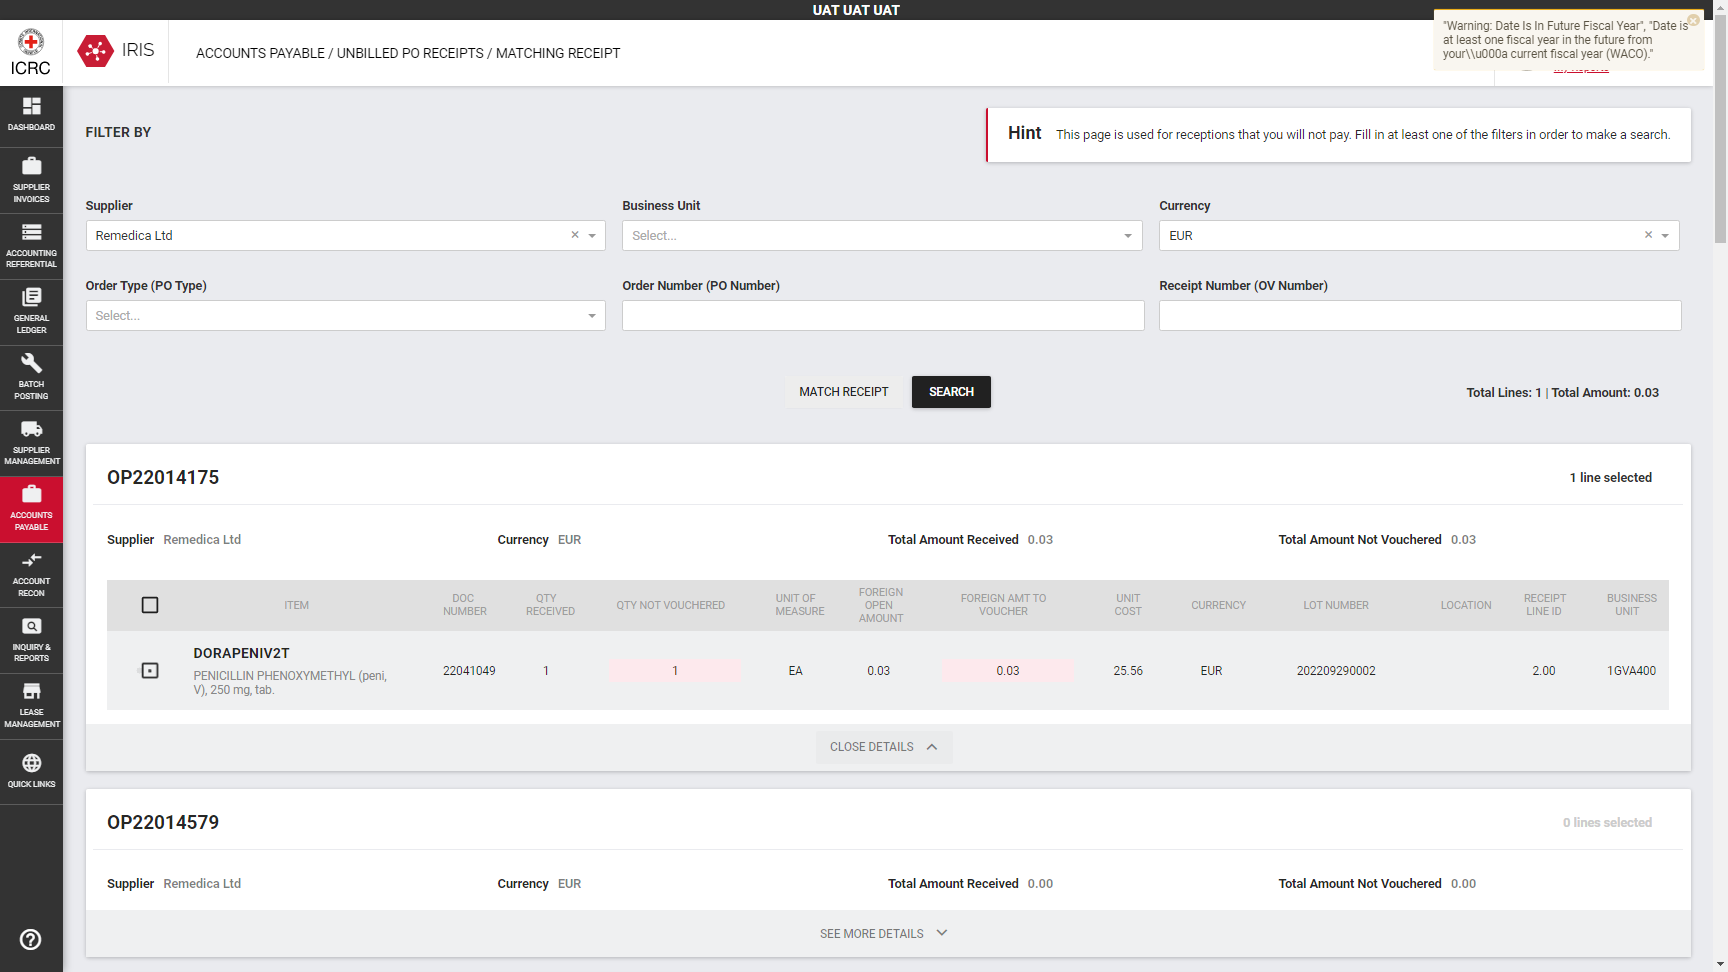 UAT UAT UAT
ICRC
IRIS
ACCOUNTS PAYABLE / UNBILLED PO RECEIPTS / MATCHING RECEIPT
"Warning: Date Is In Future Fiscal Year", "Date is
at least one fiscal year in the future from
your\\u000a current fiscal year (WACO)."
DASHBOARD
SUPPLIER
INVOICES
ACCOUNTING
REFERENTIAL
GENERAL
LEDGER
BATCH
POSTING
SUPPLIER
MANAGEMENT
ACCOUNTS
PAYABLE
ACCOUNT
RECON
INQUIRY &
REPORTS
LEASE
MANAGEMENT
QUICK LINKS
FILTER BY
Hint This page is used for receptions that you will not pay. Fill in at least one of the filters in order to make a search.
Supplier Business Unit Currency
Remedica Ltd Select... EUR
Order Type (PO Type) Order Number (PO Number) Receipt Number (OV Number)
Select...
MATCH RECEIPT SEARCH Total Lines: 1 | Total Amount: 0.03
OP22014175 1 line selected
Supplier Remedica Ltd Currency EUR Total Amount Received 0.03 Total Amount Not Vouchered 0.03
ITEM DOC NUMBER QTY RECEIVED QTY NOT VOUCHERED UNIT OF MEASURE FOREIGN OPEN AMOUNT FOREIGN AMT TO VOUCHER UNIT COST CURRENCY LOT NUMBER LOCATION RECEIPT LINE ID BUSINESS UNIT
DORAPENIV2T
PENICILLIN PHENOXYMETHYL (peni,
V), 250 mg, tab.
22041049 1 1 EA 0.03 0.03 25.56 EUR 202209290002 2.00 1GVA400
CLOSE DETAILS
OP22014579 0 lines selected
Supplier Remedica Ltd Currency EUR Total Amount Received 0.00 Total Amount Not Vouchered 0.00
SEE MORE DETAILS